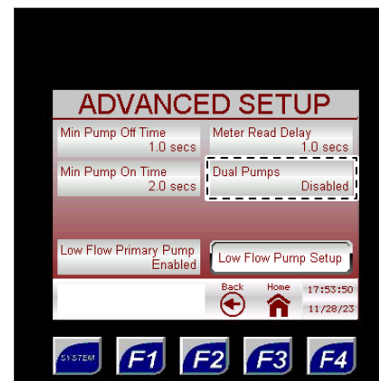 ADVANCED SETUP
Min Pump Off Time
1.0 secs
Meter Read Delay
1.0 secs
Min Pump On Time
2.0 secs
Dual Pumps
Disabled
Low Flow Primary Pump
Enabled
Low Flow Pump Setup
Back
Home
17:53:50
11/28/23
SYSTEM
F1
F2
F3
F4